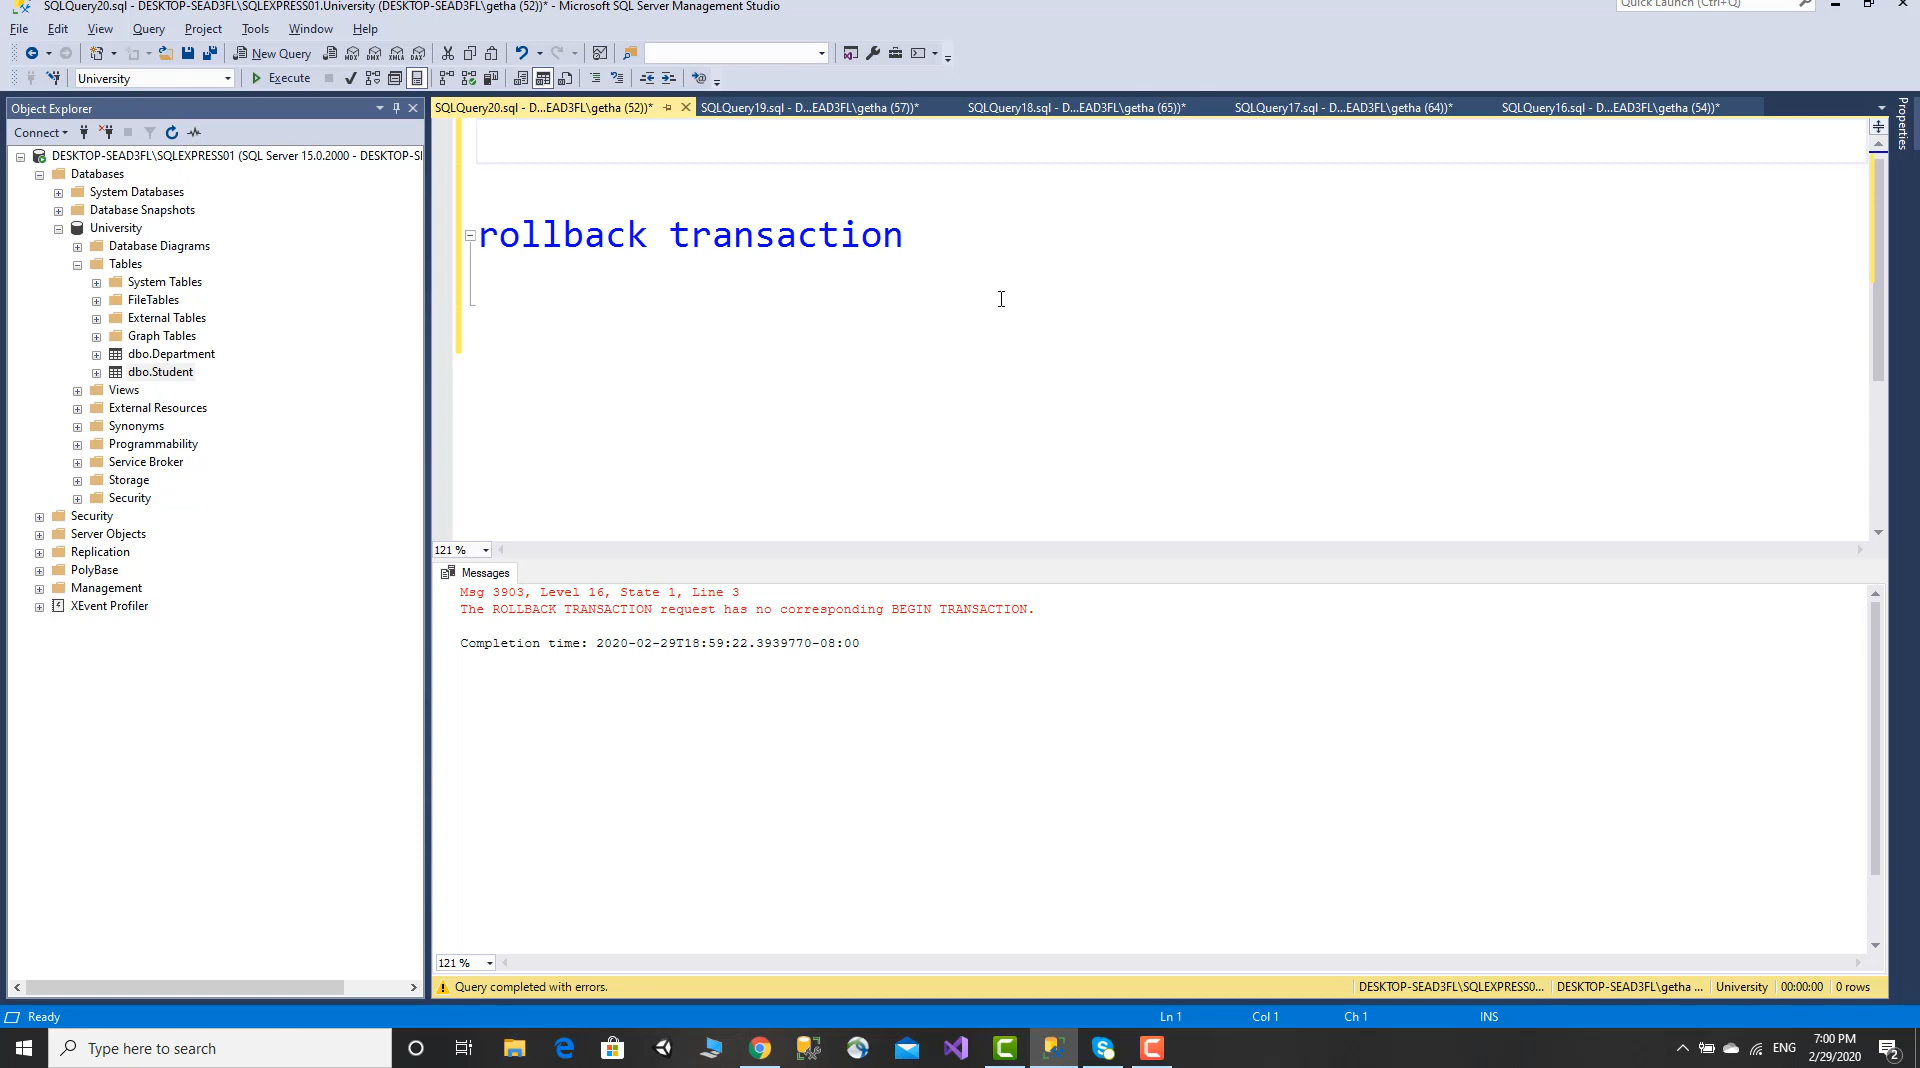 SQLQuery20.sql - DESKTOP-SEAD3FL\SQLEXPRESS01.University (DESKTOP-SEAD3FL\getha (52))* - Microsoft SQL Server Management Studio
Quick Launch (Ctrl+Q)
File Edit View Query Project Tools Window Help
New Query
University
Execute
Object Explorer
SQLQuery20.sql - D...EAD3FL\getha (52))*
SQLQuery19.sql - D...EAD3FL\getha (57))*
SQLQuery18.sql - D...EAD3FL\getha (65))*
SQLQuery17.sql - D...EAD3FL\getha (64))*
SQLQuery16.sql - D...EAD3FL\getha (54))*
Properties
Connect
DESKTOP-SEAD3FL\SQLEXPRESS01 (SQL Server 15.0.2000 - DESKTOP-S
Databases
System Databases
Database Snapshots
University
Database Diagrams
Tables
System Tables
FileTables
External Tables
Graph Tables
dbo.Department
dbo.Student
Views
External Resources
Synonyms
Programmability
Service Broker
Storage
Security
Security
Server Objects
Replication
PolyBase
Management
XEvent Profiler
rollback transaction
121 %
Messages
Msg 3903, Level 16, State 1, Line 3
The ROLLBACK TRANSACTION request has no corresponding BEGIN TRANSACTION.
Completion time: 2020-02-29T18:59:22.3939770-08:00
121 %
Query completed with errors.
DESKTOP-SEAD3FL\SQLEXPRESS0...
DESKTOP-SEAD3FL\getha ...
University
00:00:00
0 rows
Ready
Ln 1
Col 1
Ch 1
INS
Type here to search
ENG
7:00 PM
2/29/2020
2